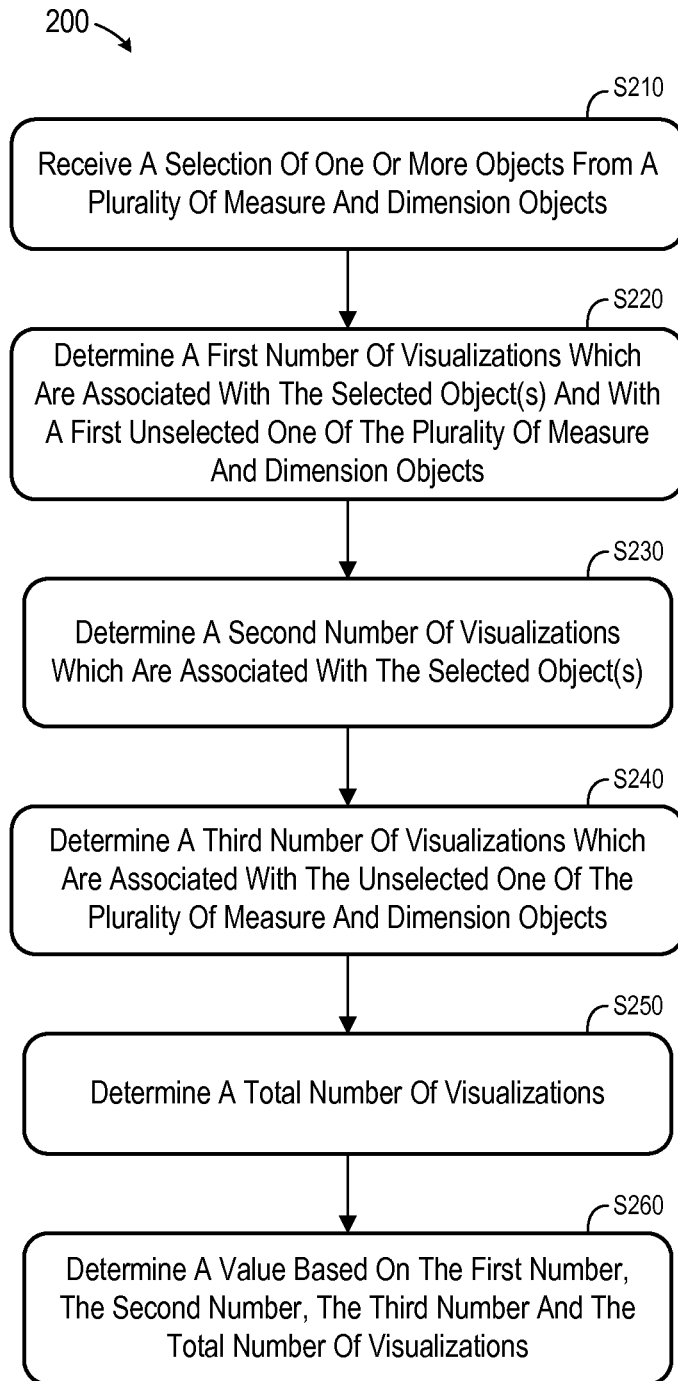 200
S210
Receive A Selection Of One Or More Objects From A
Plurality Of Measure And Dimension Objects
S220
Determine A First Number Of Visualizations Which
Are Associated With The Selected Object(s) And With
A First Unselected One Of The Plurality Of Measure
And Dimension Objects
S230
Determine A Second Number Of Visualizations
Which Are Associated With The Selected Object(s)
S240
Determine A Third Number Of Visualizations Which
Are Associated With The Unselected One Of The
Plurality Of Measure And Dimension Objects
S250
Determine A Total Number Of Visualizations
S260
Determine A Value Based On The First Number,
The Second Number, The Third Number And The
Total Number Of Visualizations